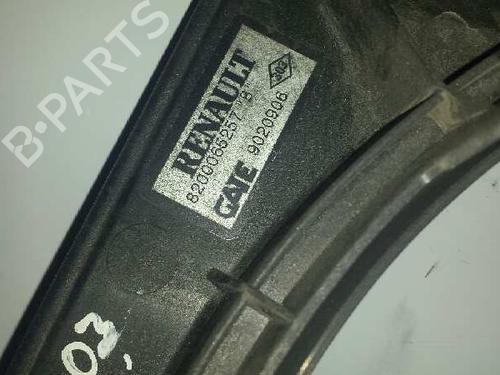 B-PARTS
RENAULT
8200065257 B
GATE 9020906
03